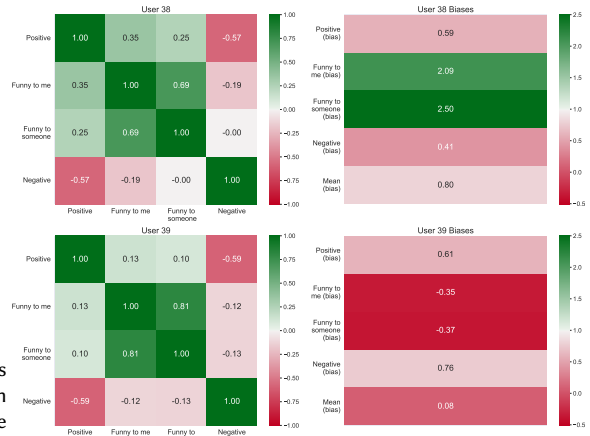 User 38
Positive
1.00 0.35 0.25 -0.57
Funny to me
0.35 1.00 0.69 -0.19
Funny to
someone
0.25 0.69 1.00 -0.00
Negative
-0.57 -0.19 -0.00 1.00
Positive Funny to me Funny to
someone Negative
1.00
0.75
0.50
0.25
0.00
−0.25
−0.50
−0.75
−1.00
User 38 Biases
Positive
(bias)
0.59
Funny to
me (bias)
2.09
Funny to
someone
(bias)
2.50
Negative
(bias)
0.41
Mean
(bias)
0.80
2.5
2.0
1.5
1.0
0.5
0.0
−0.5
User 39
Positive
1.00 0.13 0.10 -0.59
Funny to me
0.13 1.00 0.81 -0.12
Funny to
someone
0.10 0.81 1.00 -0.13
Negative
-0.59 -0.12 -0.13 1.00
Positive Funny to me Funny to Negative
1.00
0.75
0.50
0.25
0.00
−0.25
−0.50
−0.75
−1.00
User 39 Biases
Positive
(bias)
0.61
Funny to
me (bias)
-0.35
Funny to
someone
(bias)
-0.37
Negative
(bias)
0.76
Mean
(bias)
0.08
2.5
2.0
1.5
1.0
0.5
0.0
−0.5
s
n
e